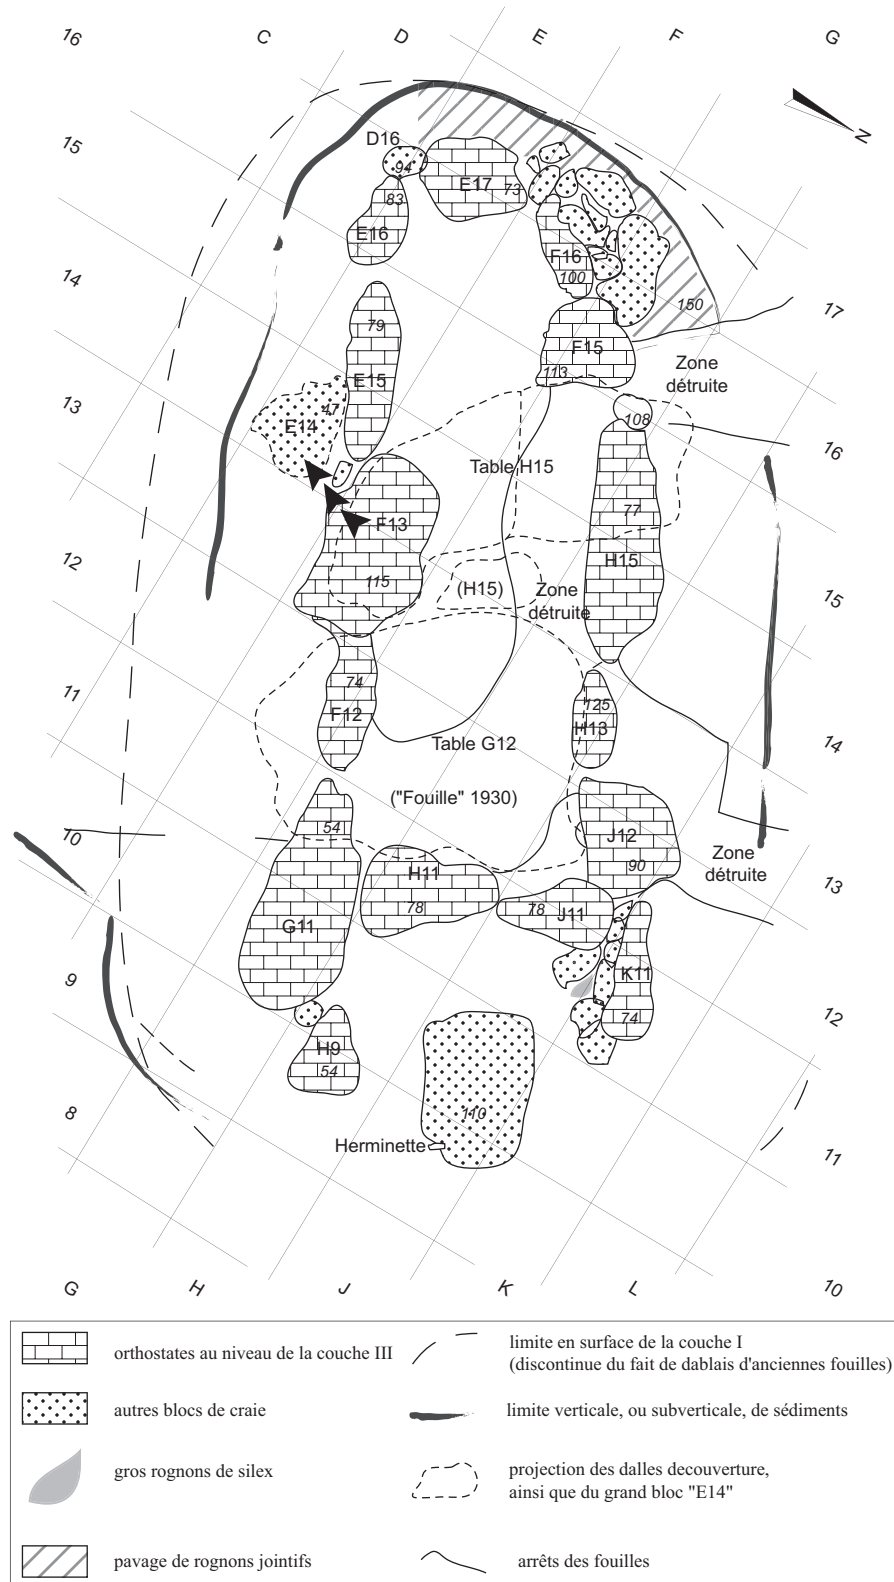 16 C D E F G
N
15
D16
94
E17
73
83
E16
F16
100
14
150
17
79
F15
113
Zone
détruite
E15
13
47
E14
108
16
Table H15
F13
77
12
H15
115
(H15)
Zone
détruite
15
74
11
F12
125
H13
Table G12
14
("Fouille" 1930)
54
10
J12
90
Zone
détruite
13
H11
78
78
J11
G11
K11
9
74
12
H9
54
110
8
Herminette
11
G H J K L 10
orthostates au niveau de la couche III
limite en surface de la couche I
(discontinue du fait de dablais d'anciennes fouilles)
autres blocs de craie
limite verticale, ou subverticale, de sédiments
gros rognons de silex
projection des dalles decouverture,
ainsi que du grand bloc "E14"
pavage de rognons jointifs
arrêts des fouilles